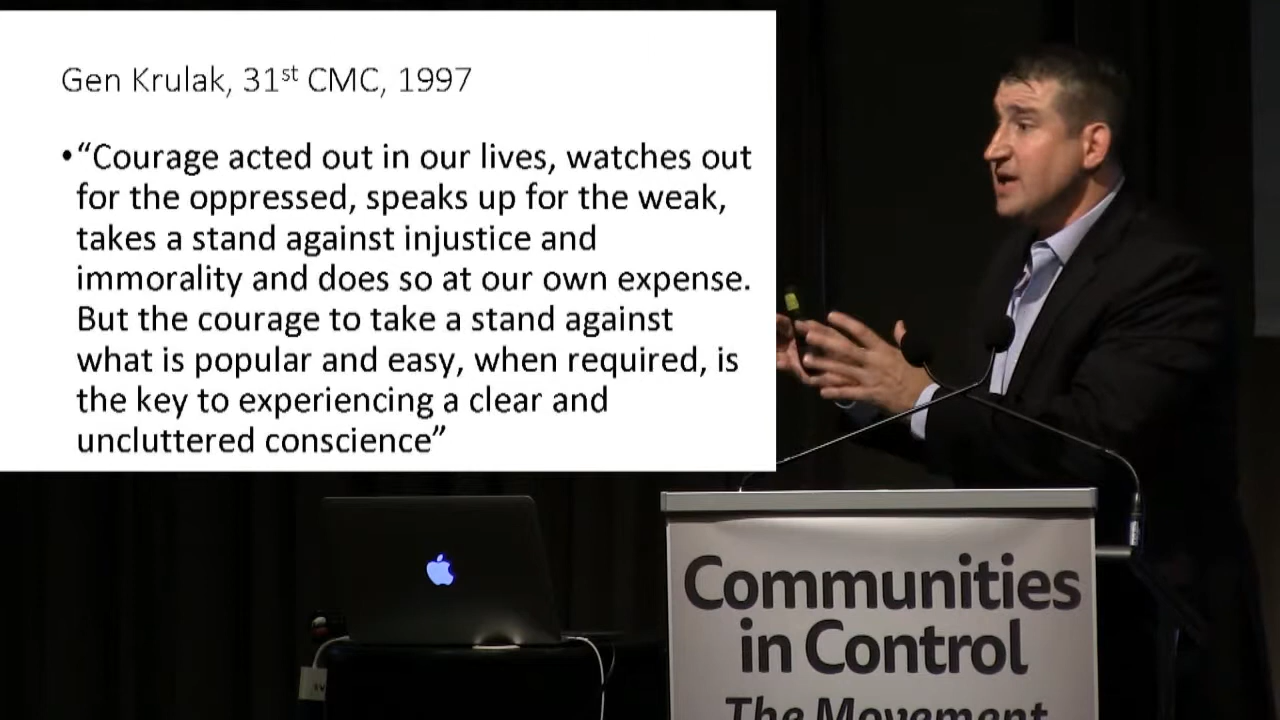 Gen Krulak, 31st CMC, 1997
•“Courage acted out in our lives, watches out
for the oppressed, speaks up for the weak,
takes a stand against injustice and
immorality and does so at our own expense.
But the courage to take a stand against
what is popular and easy, when required, is
the key to experiencing a clear and
uncluttered conscience”
Communities
in Control
The Movement